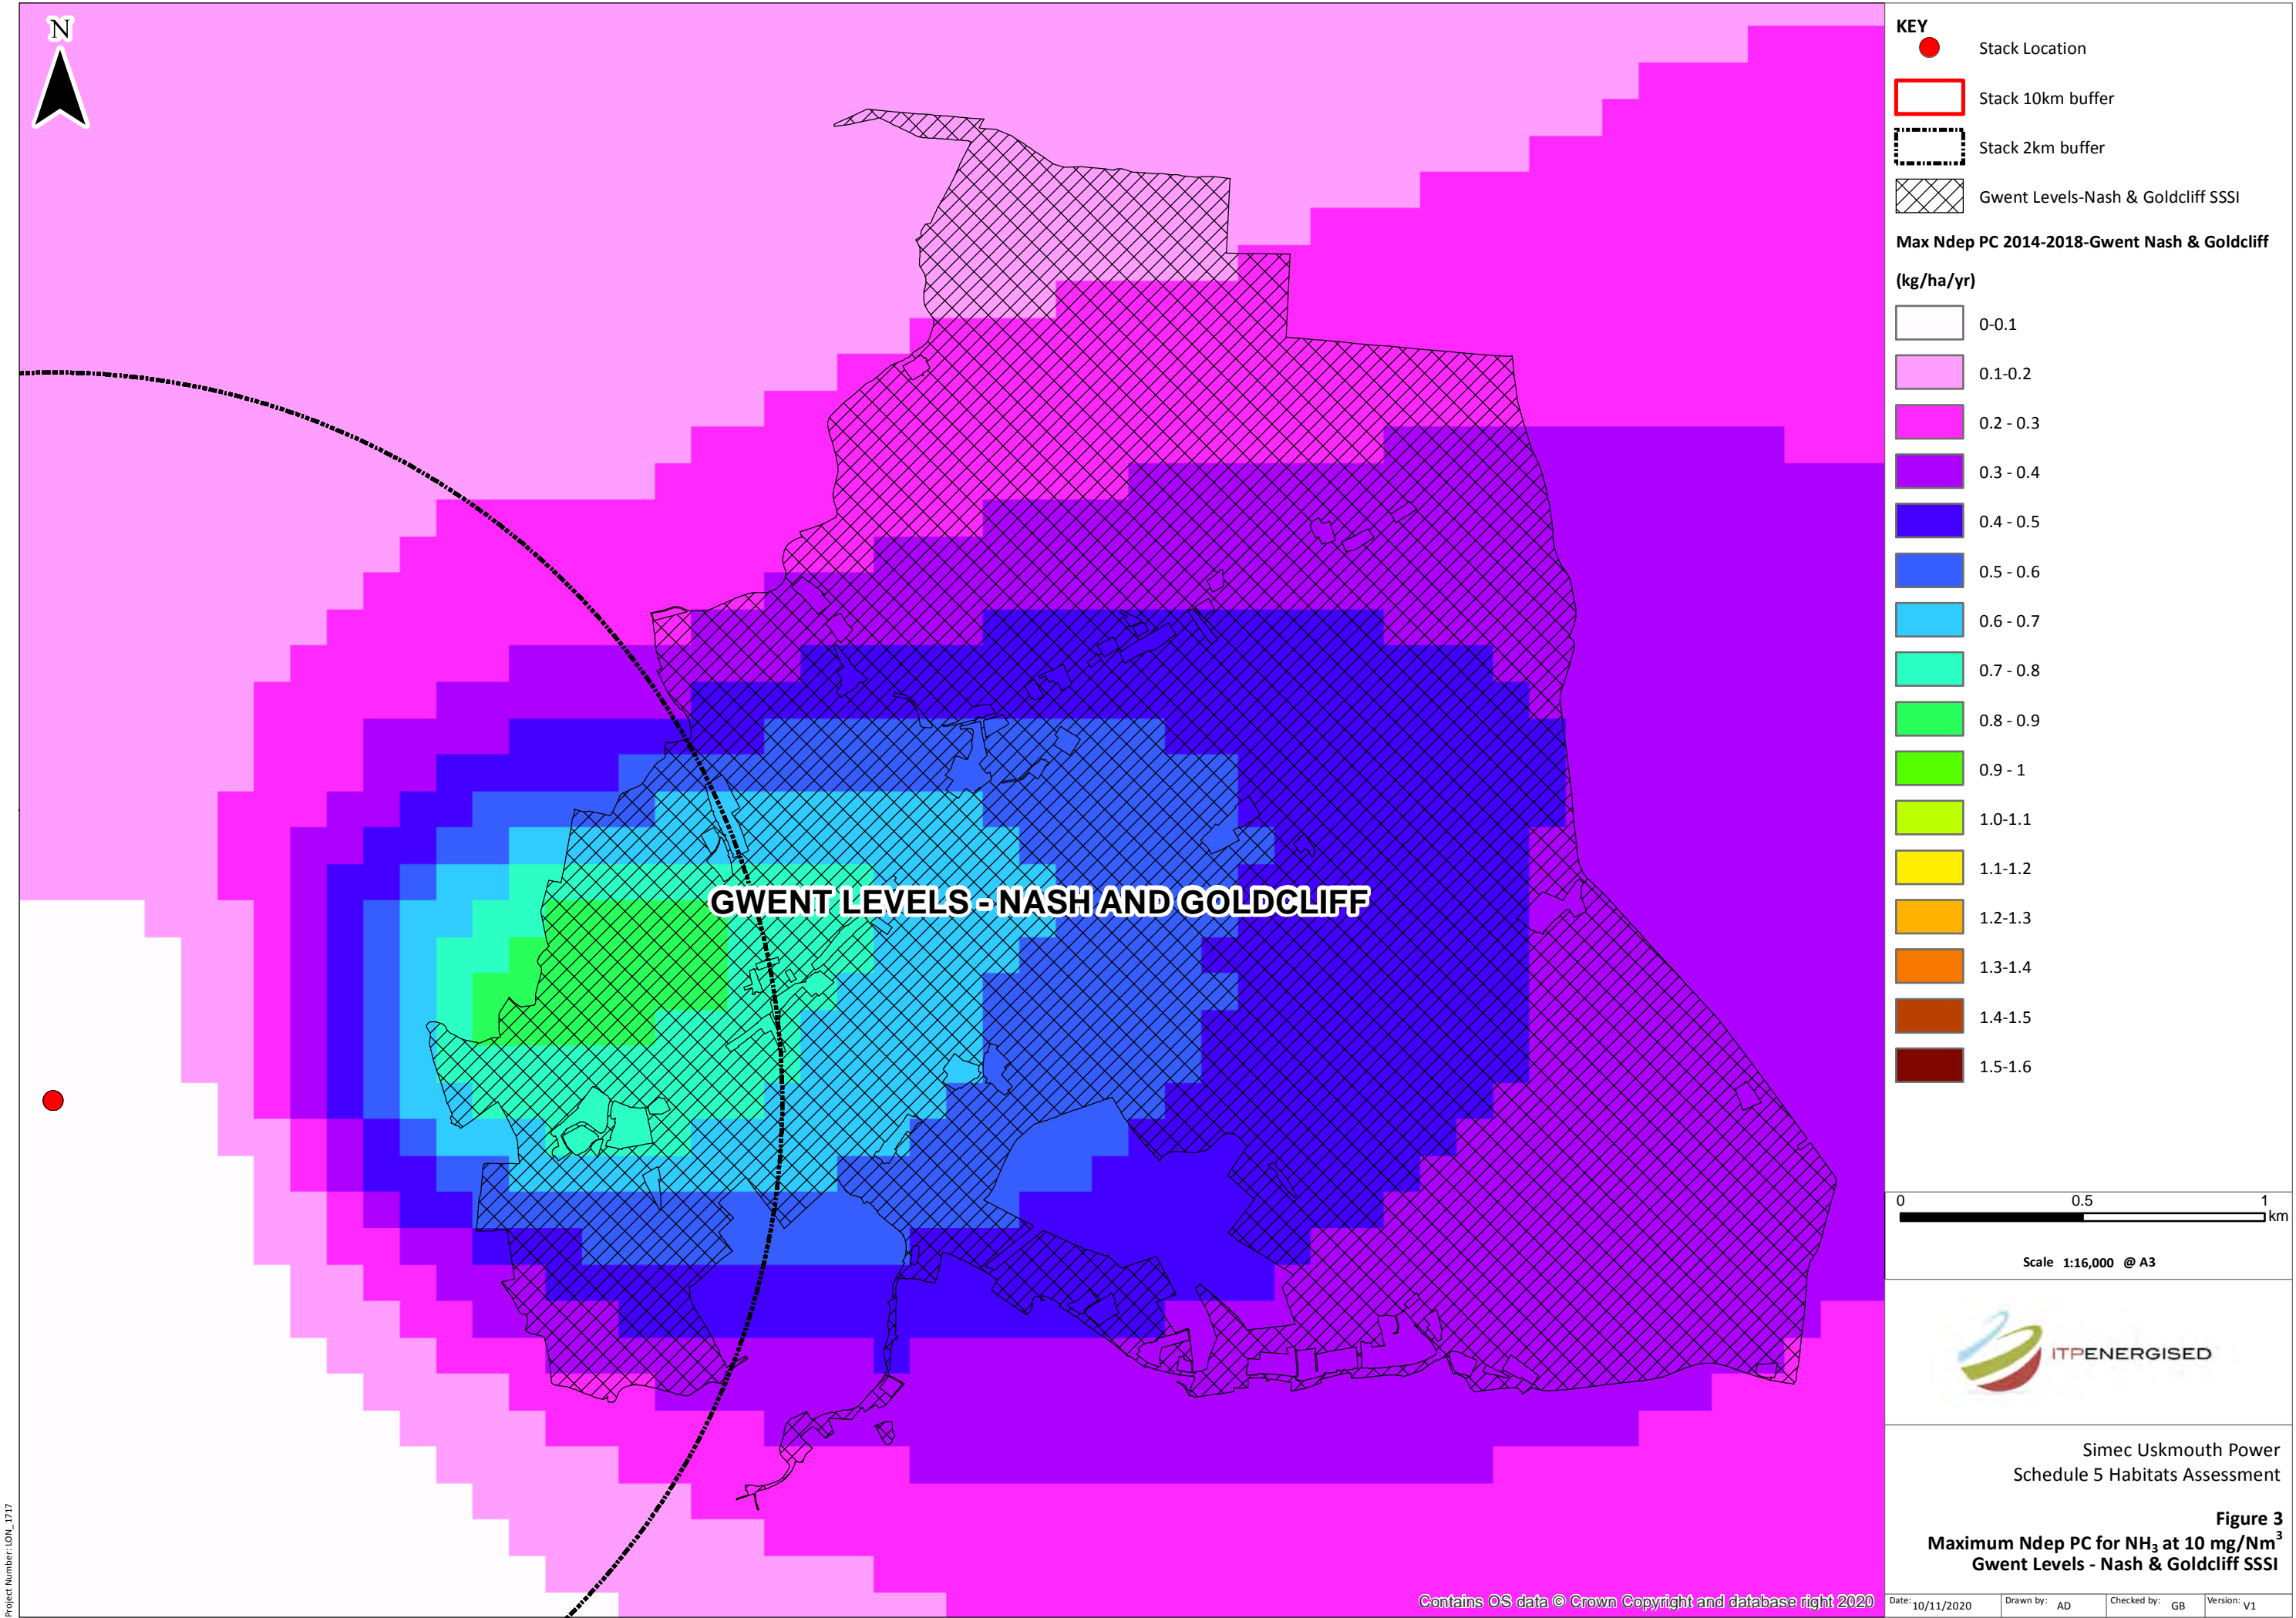 N
GWENT LEVELS - NASH AND GOLDCLIFF
Contains OS data © Crown Copyright and database right 2020
Project Number: LON_1717
KEY
Stack Location
Stack 10km buffer
Stack 2km buffer
Gwent Levels-Nash & Goldcliff SSSI
Max Ndep PC 2014-2018-Gwent Nash & Goldcliff
(kg/ha/yr)
0-0.1
0.1-0.2
0.2 - 0.3
0.3 - 0.4
0.4 - 0.5
0.5 - 0.6
0.6 - 0.7
0.7 - 0.8
0.8 - 0.9
0.9 - 1
1.0-1.1
1.1-1.2
1.2-1.3
1.3-1.4
1.4-1.5
1.5-1.6
0 0.5 1
km
Scale 1:16,000 @ A3
ITPENERGISED
Simec Uskmouth Power
Schedule 5 Habitats Assessment
Figure 3
Maximum Ndep PC for NH3 at 10 mg/Nm3
Gwent Levels - Nash & Goldcliff SSSI
Date: 10/11/2020 Drawn by: AD Checked by: GB Version: V1